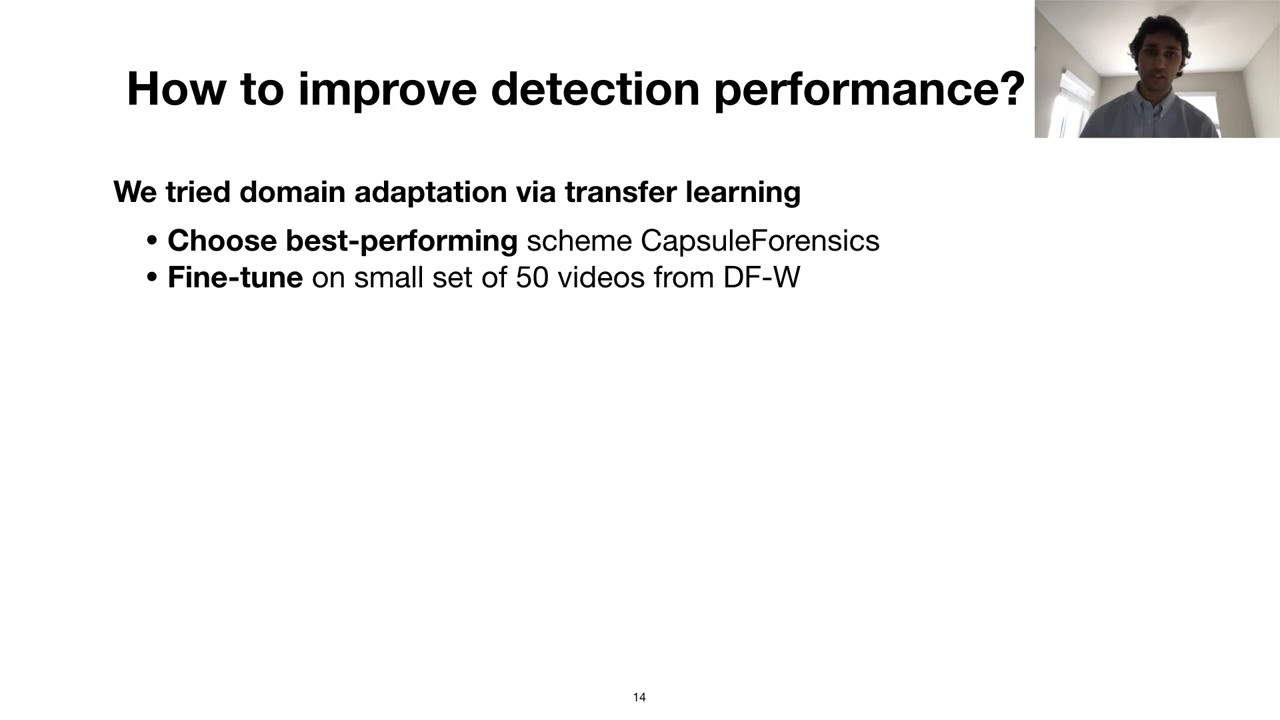 How to improve detection performance?
We tried domain adaptation via transfer learning
• Choose best-performing scheme CapsuleForensics
• Fine-tune on small set of 50 videos from DF-W
14